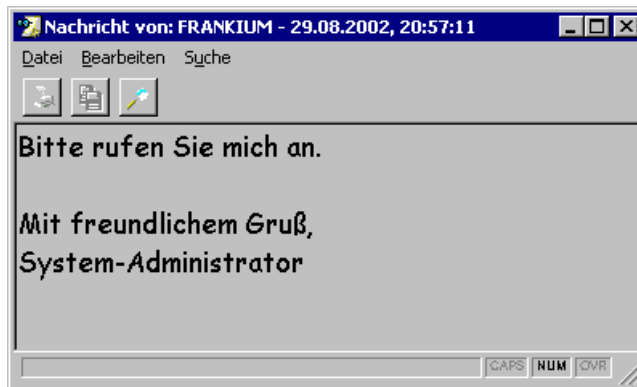 Nachricht von: FRANKIUM - 29.08.2002, 20:57:11
Datei Bearbeiten Suche
Bitte rufen Sie mich an.
Mit freundlichem Gruß,
System-Administrator
CAPS NUM OVR